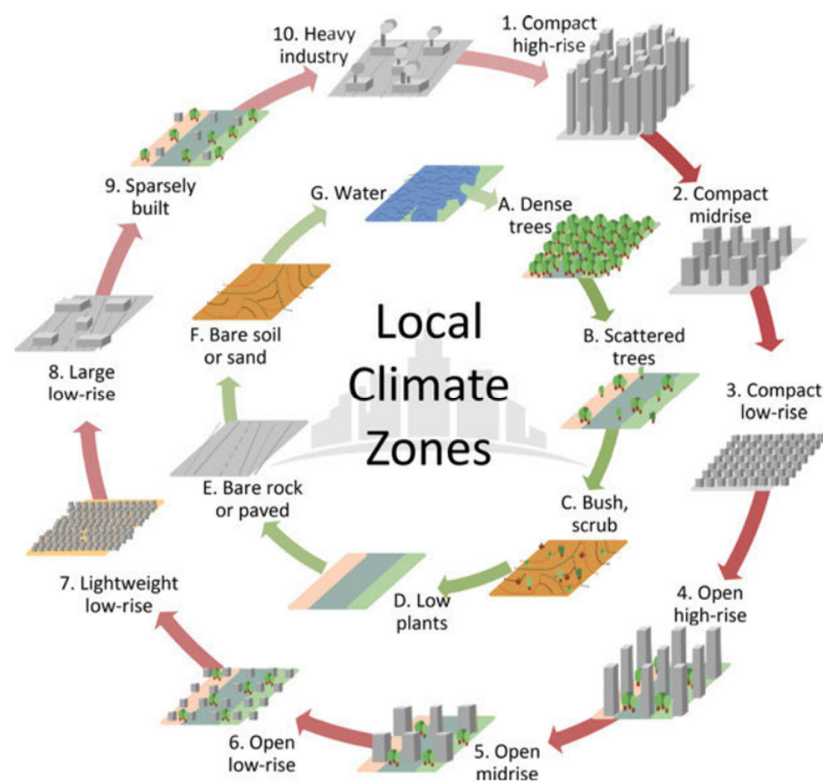 10. Heavy
industry
1. Compact
high-rise
2. Compact
midrise
3. Compact
low-rise
4. Open
high-rise
5. Open
midrise
6. Open
low-rise
7. Lightweight
low-rise
8. Large
low-rise
9. Sparsely
built
G. Water
A. Dense
trees
B. Scattered
trees
C. Bush,
scrub
D. Low
plants
E. Bare rock
or paved
F. Bare soil
or sand
Local
Climate
Zones